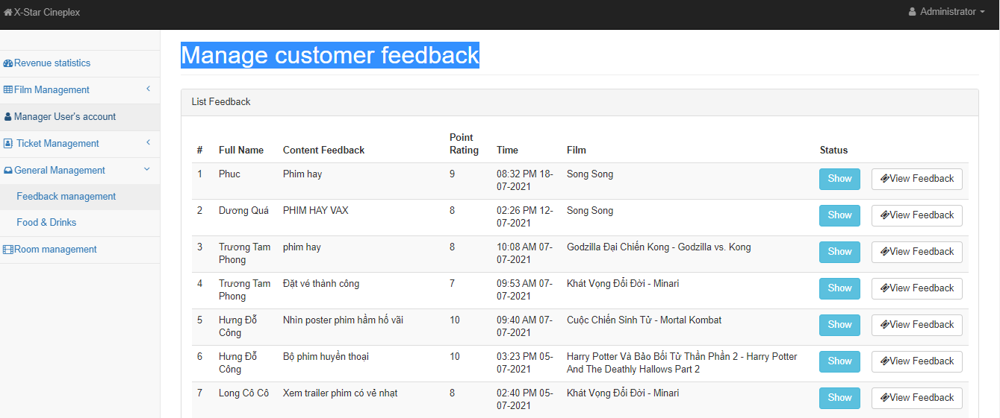 X-Star Cineplex
Administrator
Revenue statistics
Film Management
Manager User's account
Ticket Management
General Management
Feedback management
Food & Drinks
Room management
Manage customer feedback
List Feedback
# Full Name Content Feedback Point Rating Time Film Status
1 Phuc Phim hay 9 08:32 PM 18-07-2021 Song Song Show View Feedback
2 Dương Quá PHIM HAY VAX 8 02:26 PM 12-07-2021 Song Song Show View Feedback
3 Trương Tam Phong phim hay 8 10:08 AM 07-07-2021 Godzilla Đại Chiến Kong - Godzilla vs. Kong Show View Feedback
4 Trương Tam Phong Đặt vé thành công 7 09:53 AM 07-07-2021 Khát Vọng Đổi Đời - Minari Show View Feedback
5 Hưng Đỗ Công Nhìn poster phim hầm hố vãi 10 09:40 AM 07-07-2021 Cuộc Chiến Sinh Tử - Mortal Kombat Show View Feedback
6 Hưng Đỗ Công Bộ phim huyền thoại 10 03:23 PM 05-07-2021 Harry Potter Và Bảo Bối Tử Thần Phần 2 - Harry Potter And The Deathly Hallows Part 2 Show View Feedback
7 Long Cô Cô Xem trailer phim có vẻ nhạt 8 02:40 PM 05-07-2021 Khát Vọng Đổi Đời - Minari Show View Feedback